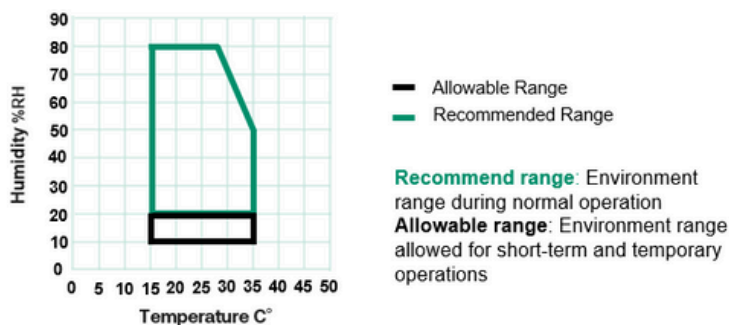 90
80
70
60
50
40
30
20
10
0
Humidity %RH
0 5 10 15 20 25 30 35 40 45 50
Temperature C°
Allowable Range
Recommended Range
Recommend range: Environment
range during normal operation
Allowable range: Environment range
allowed for short-term and temporary
operations